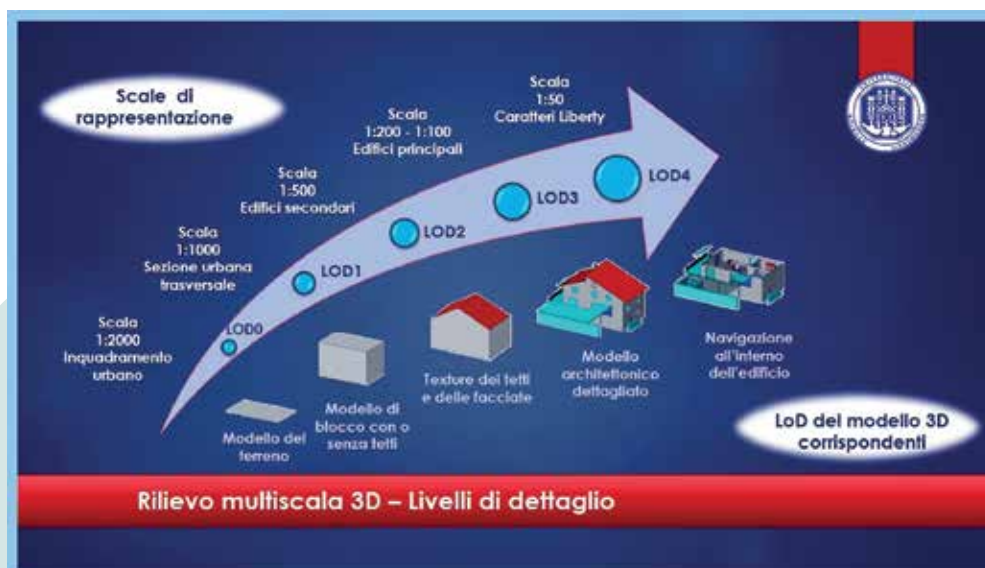 Scale di
rappresentazione
Scala
1:2000
Inquadramento
urbano
Scala
1:1000
Sezione urbana
trasversale
Scala
1:500
Edifici secondari
Scala
1:200 - 1:100
Edifici principali
Scala
1:50
Caratteri Liberty
LOD0
LOD1
LOD2
LOD3
LOD4
Modello del
terreno
Modello di
blocco con o
senza tetti
Texture dei tetti
e delle facciate
Modello
architettonico
dettagliato
Navigazione
all'interno
dell'edificio
LoD del modello 3D
corrispondenti
Rilievo multiscala 3D – Livelli di dettaglio